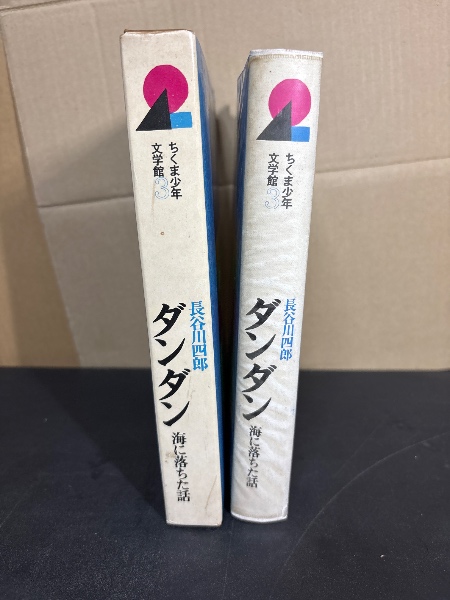 ちくま少年
文学館 3
長谷川四郎
ダンダン
海に落ちた話
ちくま少年
文学館 3
長谷川四郎
ダンダン
海に落ちた話